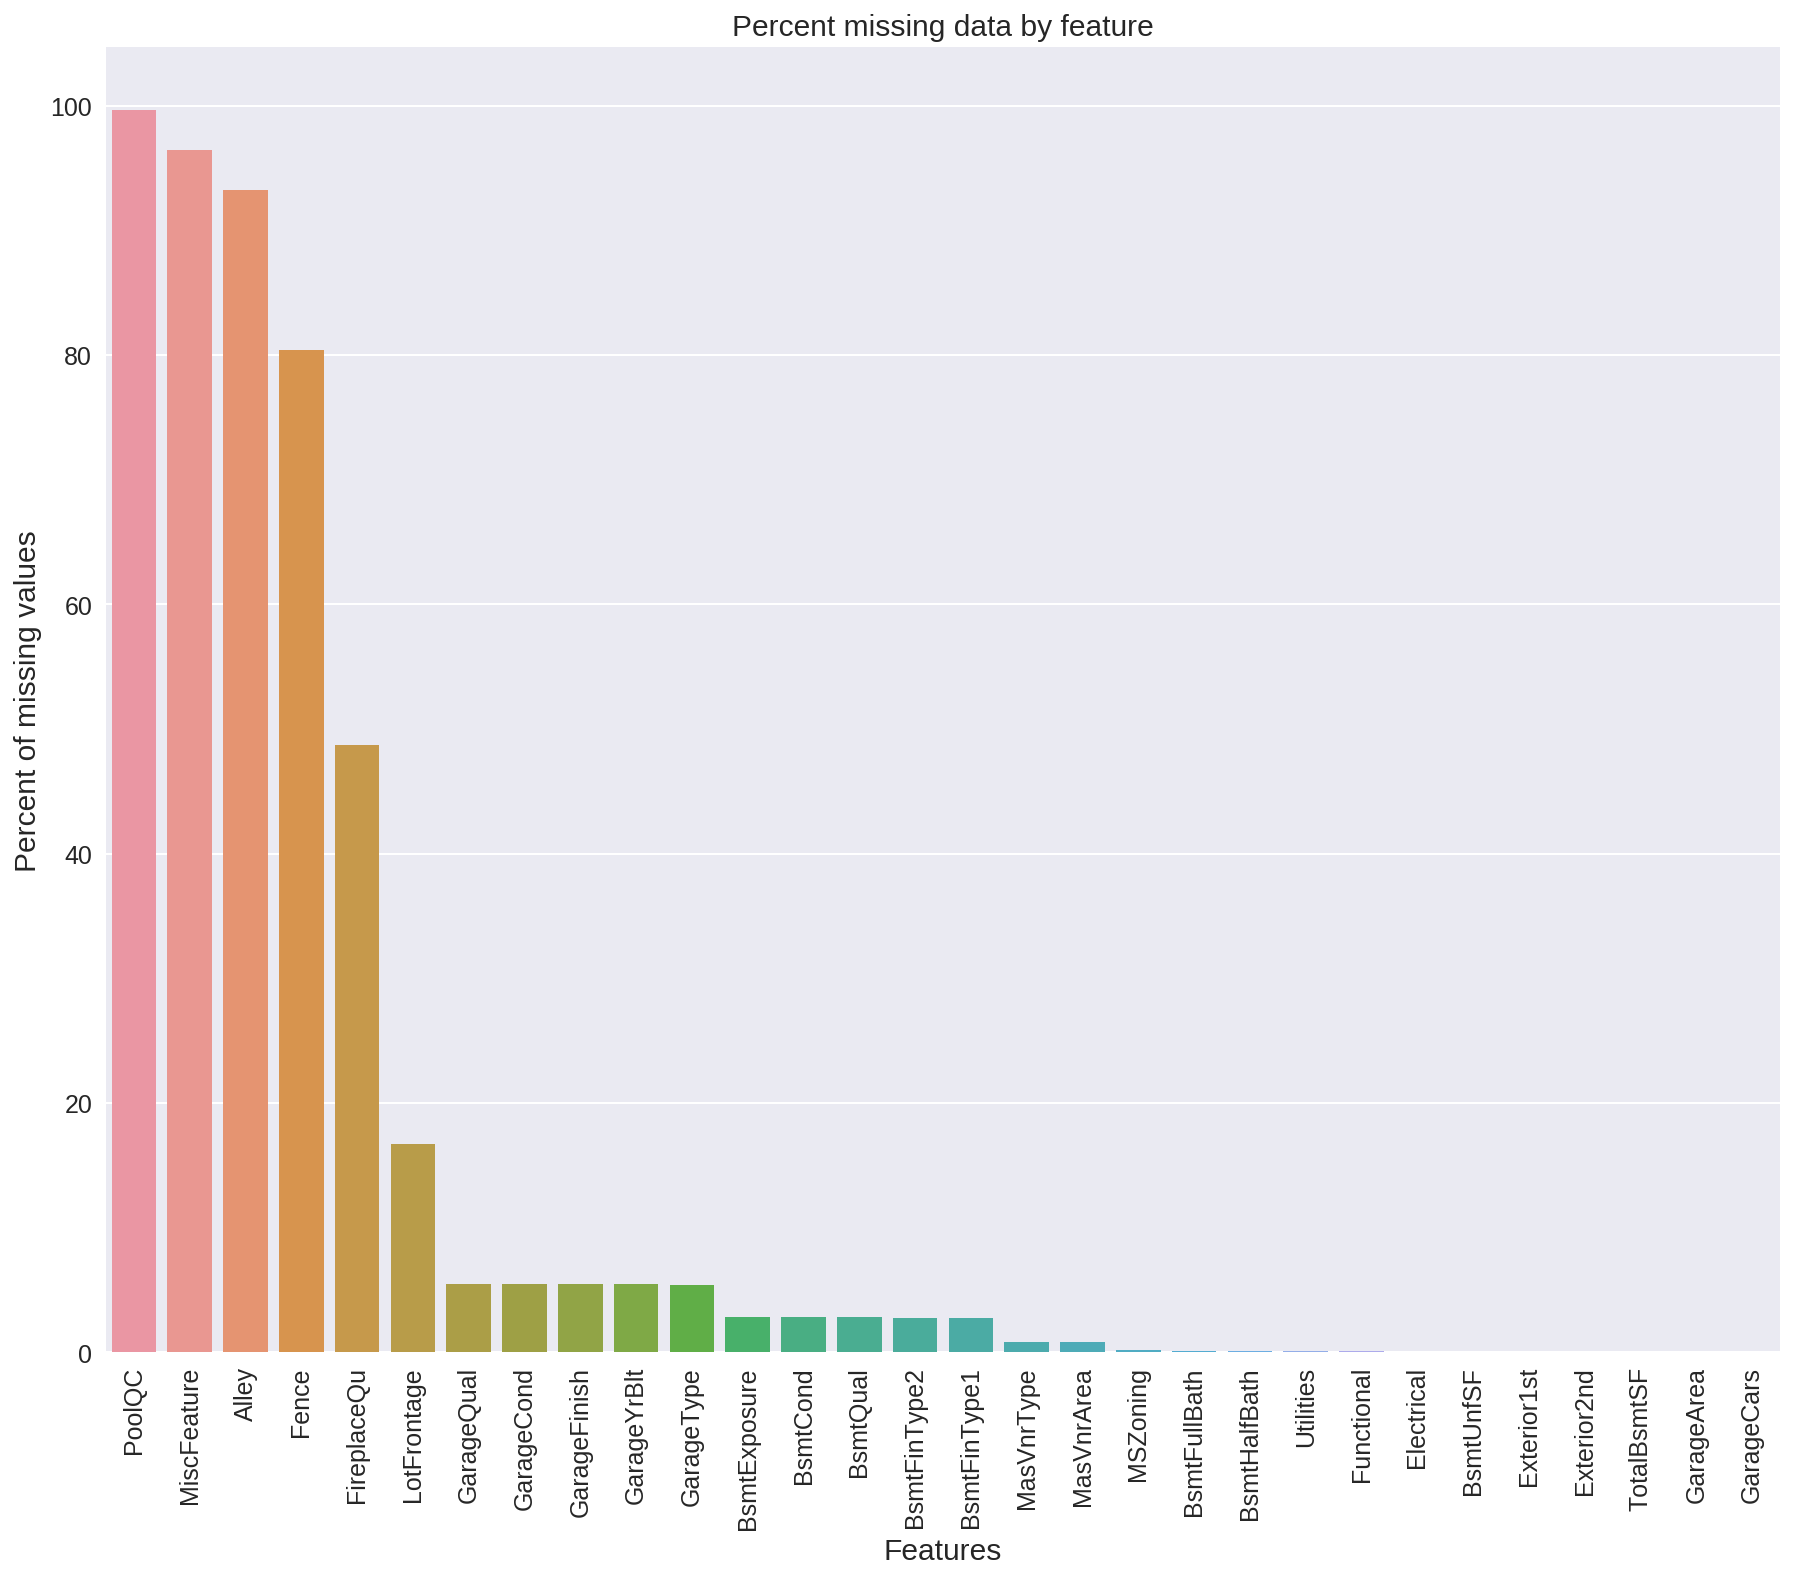 Percent missing data by feature
Percent of missing values
100
80
60
40
20
0
PoolQC
MiscFeature
Alley
Fence
FireplaceQu
LotFrontage
GarageQual
GarageCond
GarageFinish
GarageYrBlt
GarageType
BsmtExposure
BsmtCond
BsmtQual
BsmtFinType2
BsmtFinType1
MasVnrType
MasVnrArea
MSZoning
BsmtFullBath
BsmtHalfBath
Utilities
Functional
Electrical
BsmtUnfSF
Exterior1st
Exterior2nd
TotalBsmtSF
GarageArea
GarageCars
Features